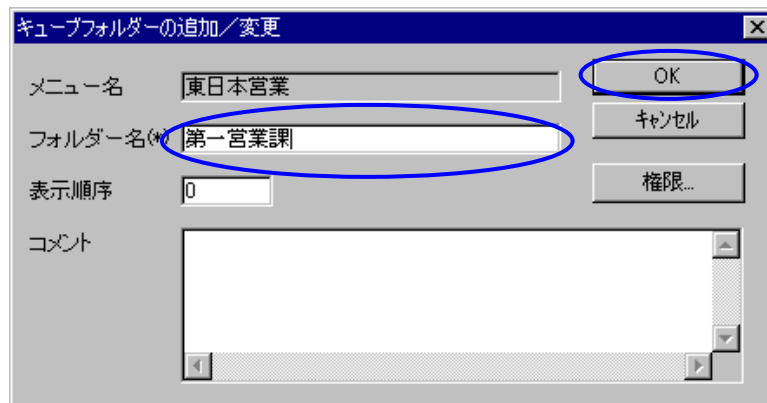 キューブフォルダーの追加／変更
メニュー名 東日本営業 OK
フォルダー名(*) 第一営業課 キャンセル
表示順序 0 権限...
コメント